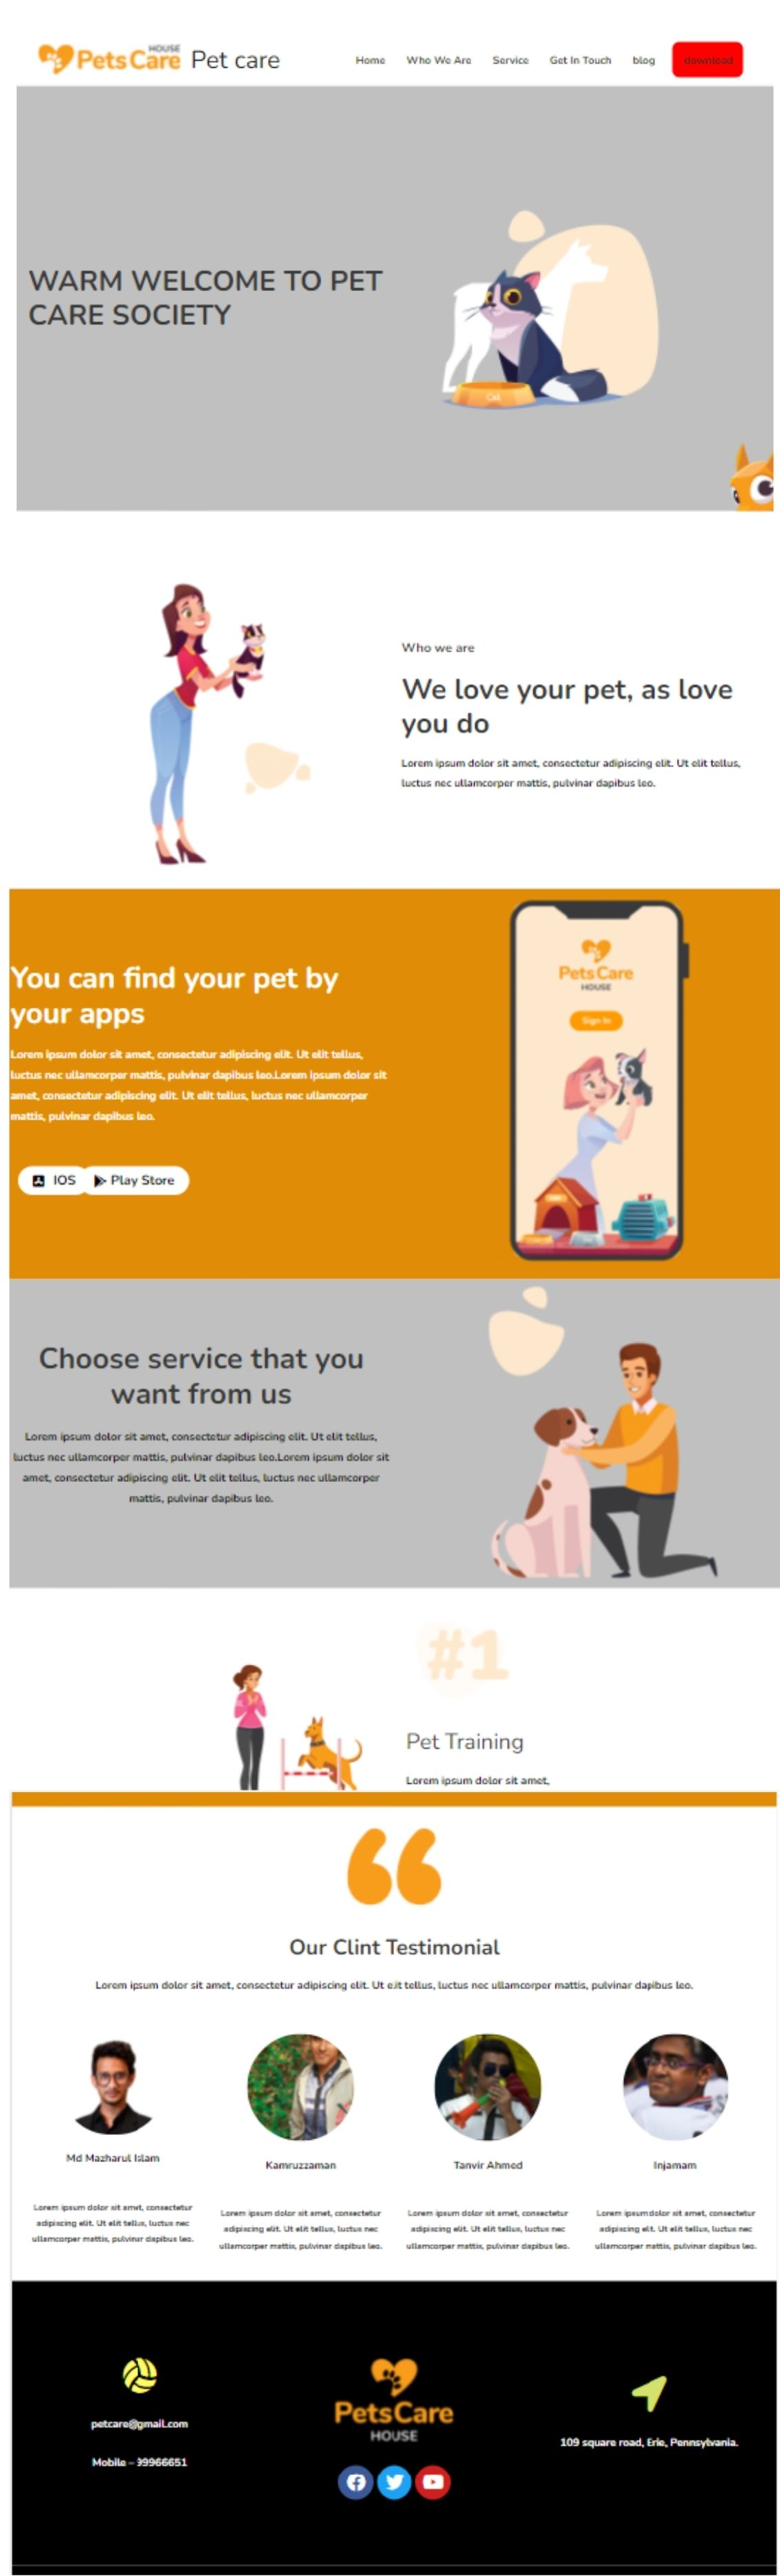 PetsCare HOUSE Pet care
Home Who We Are Service Get In Touch blog download
WARM WELCOME TO PET
CARE SOCIETY
Who we are
We love your pet, as love
you do
Lorem ipsum dolor sit amet, consectetur adipiscing elit. Ut elit tellus,
luctus nec ullamcorper mattis, pulvinar dapibus leo.
You can find your pet by
your apps
Lorem ipsum dolor sit amet, consectetur adipiscing elit. Ut elit tellus,
luctus nec ullamcorper mattis, pulvinar dapibus leo.Lorem ipsum dolor sit
amet, consectetur adipiscing elit. Ut elit tellus, luctus nec ullamcorper
mattis, pulvinar dapibus leo.
IOS Play Store
PetsCare
HOUSE
Sign In
Choose service that you
want from us
Lorem ipsum dolor sit amet, consectetur adipiscing elit. Ut elit tellus,
luctus nec ullamcorper mattis, pulvinar dapibus leo.Lorem ipsum dolor sit
amet, consectetur adipiscing elit. Ut elit tellus, luctus nec ullamcorper
mattis, pulvinar dapibus leo.
#1
Pet Training
Lorem ipsum dolor sit amet,
Our Clint Testimonial
Lorem ipsum dolor sit amet, consectetur adipiscing elit. Ut elit tellus, luctus nec ullamcorper mattis, pulvinar dapibus leo.
Md Mazharul Islam
Lorem ipsum dolor sit amet, consectetur
adipiscing elit. Ut elit tellus, luctus nec
ullamcorper mattis, pulvinar dapibus leo.
Kamruzzaman
Lorem ipsum dolor sit amet, consectetur
adipiscing elit. Ut elit tellus, luctus nec
ullamcorper mattis, pulvinar dapibus leo.
Tanvir Ahmed
Lorem ipsum dolor sit amet, consectetur
adipiscing elit. Ut elit tellus, luctus nec
ullamcorper mattis, pulvinar dapibus leo.
Injamam
Lorem ipsum dolor sit amet, consectetur
adipiscing elit. Ut elit tellus, luctus nec
ullamcorper mattis, pulvinar dapibus leo.
petcare@gmail.com
Mobile – 39966651
PetsCare
HOUSE
109 square road, Erie, Pennsylvania.